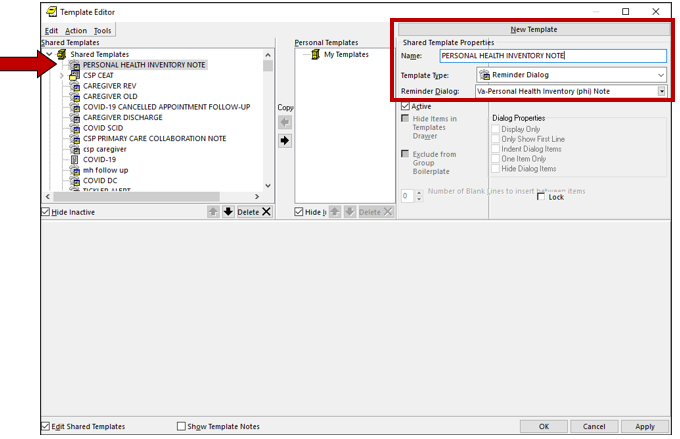 Template Editor
Edit Action Tools
New Template
Shared Templates
Personal Templates
Shared Template Properties
Shared Templates
PERSONAL HEALTH INVENTORY NOTE
CSP CEAT
CAREGIVER REV
CAREGIVER OLD
COVID-19 CANCELLED APPOINTMENT FOLLOW-UP
CAREGIVER DISCHARGE
COVID SCID
CSP PRIMARY CARE COLLABORATION NOTE
csp caregiver
COVID-19
mh follow up
COVID DC
TICKLER ALERT
Copy
My Templates
Name: PERSONAL HEALTH INVENTORY NOTE
Template Type: Reminder Dialog
Reminder Dialog: Va-Personal Health Inventory (phi) Note
Active
Hide Items in
Templates
Drawer
Exclude from
Group
Boilerplate
Dialog Properties
Display Only
Only Show First Line
Indent Dialog Items
One Item Only
Hide Dialog Items
0 Number of Blank Lines to insert between items
Lock
Hide Inactive
Delete
Hide I
Delete
Edit Shared Templates
Show Template Notes
OK
Cancel
Apply